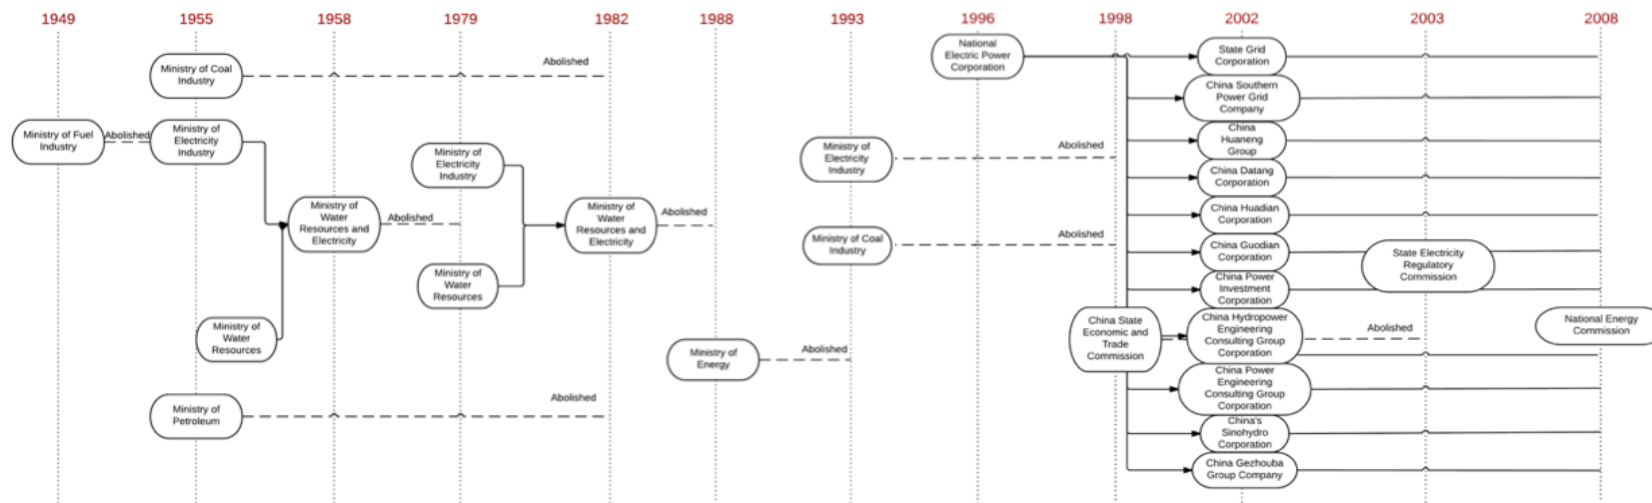 1949
1955
1958
1979
1982
1988
1993
1996
1998
2002
2003
2008
Ministry of Fuel
Industry
Abolished
Ministry of Coal
Industry
Abolished
Ministry of
Electricity
Industry
Ministry of
Water
Resources
Ministry of
Petroleum
Abolished
Ministry of
Water
Resources and
Electricity
Abolished
Ministry of
Electricity
Industry
Ministry of
Water
Resources
Ministry of
Water
Resources and
Electricity
Abolished
Ministry of
Energy
Abolished
Ministry of
Electricity
Industry
Abolished
Ministry of Coal
Industry
Abolished
National
Electric Power
Corporation
China State
Economic and
Trade
Commission
Abolished
State Grid
Corporation
China Southern
Power Grid
Company
China
Huaneng
Group
China Datang
Corporation
China Huadian
Corporation
China Guodian
Corporation
China Power
Investment
Corporation
China Hydropower
Engineering
Consulting Group
Corporation
China Power
Engineering
Consulting Group
Corporation
China's
Sinohydro
Corporation
China Gezhouba
Group Company
State Electricity
Regulatory
Commission
National Energy
Commission